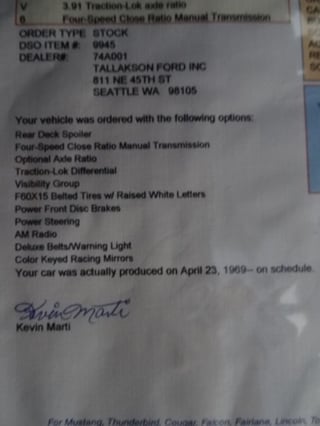 V 3.91 Traction-Lok axle ratio
6 Four-Speed Close Ratio Manual Transmission
ORDER TYPE STOCK
DSO ITEM #: 9945
DEALER#: 74A001
TALLAKSON FORD INC
811 NE 45TH ST
SEATTLE WA 98105
Your vehicle was ordered with the following options:
Rear Deck Spoiler
Four-Speed Close Ratio Manual Transmission
Optional Axle Ratio
Traction-Lok Differential
Visibility Group
F60X15 Belted Tires w/ Raised White Letters
Power Front Disc Brakes
Power Steering
AM Radio
Deluxe Belts/Warning Light
Color Keyed Racing Mirrors
Your car was actually produced on April 23, 1969-- on schedule.
Kevin Marti
Kevin Marti
For Mustang, Thunderbird, Cougar, Falcon, Fairlane, Lincoln, To